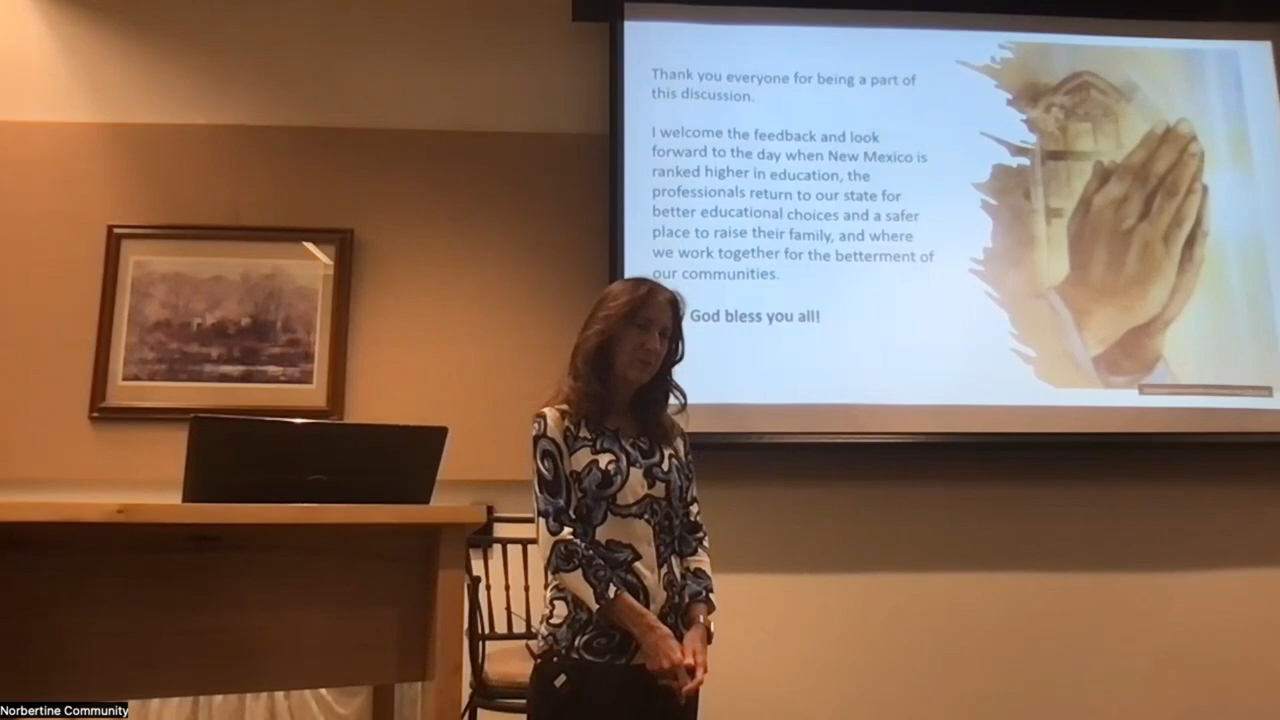 Thank you everyone for being a part of
this discussion.
I welcome the feedback and look
forward to the day when New Mexico is
ranked higher in education, the
professionals return to our state for
better educational choices and a safer
place to raise their family, and where
we work together for the betterment of
our communities.
God bless you all!
Norbertine Community